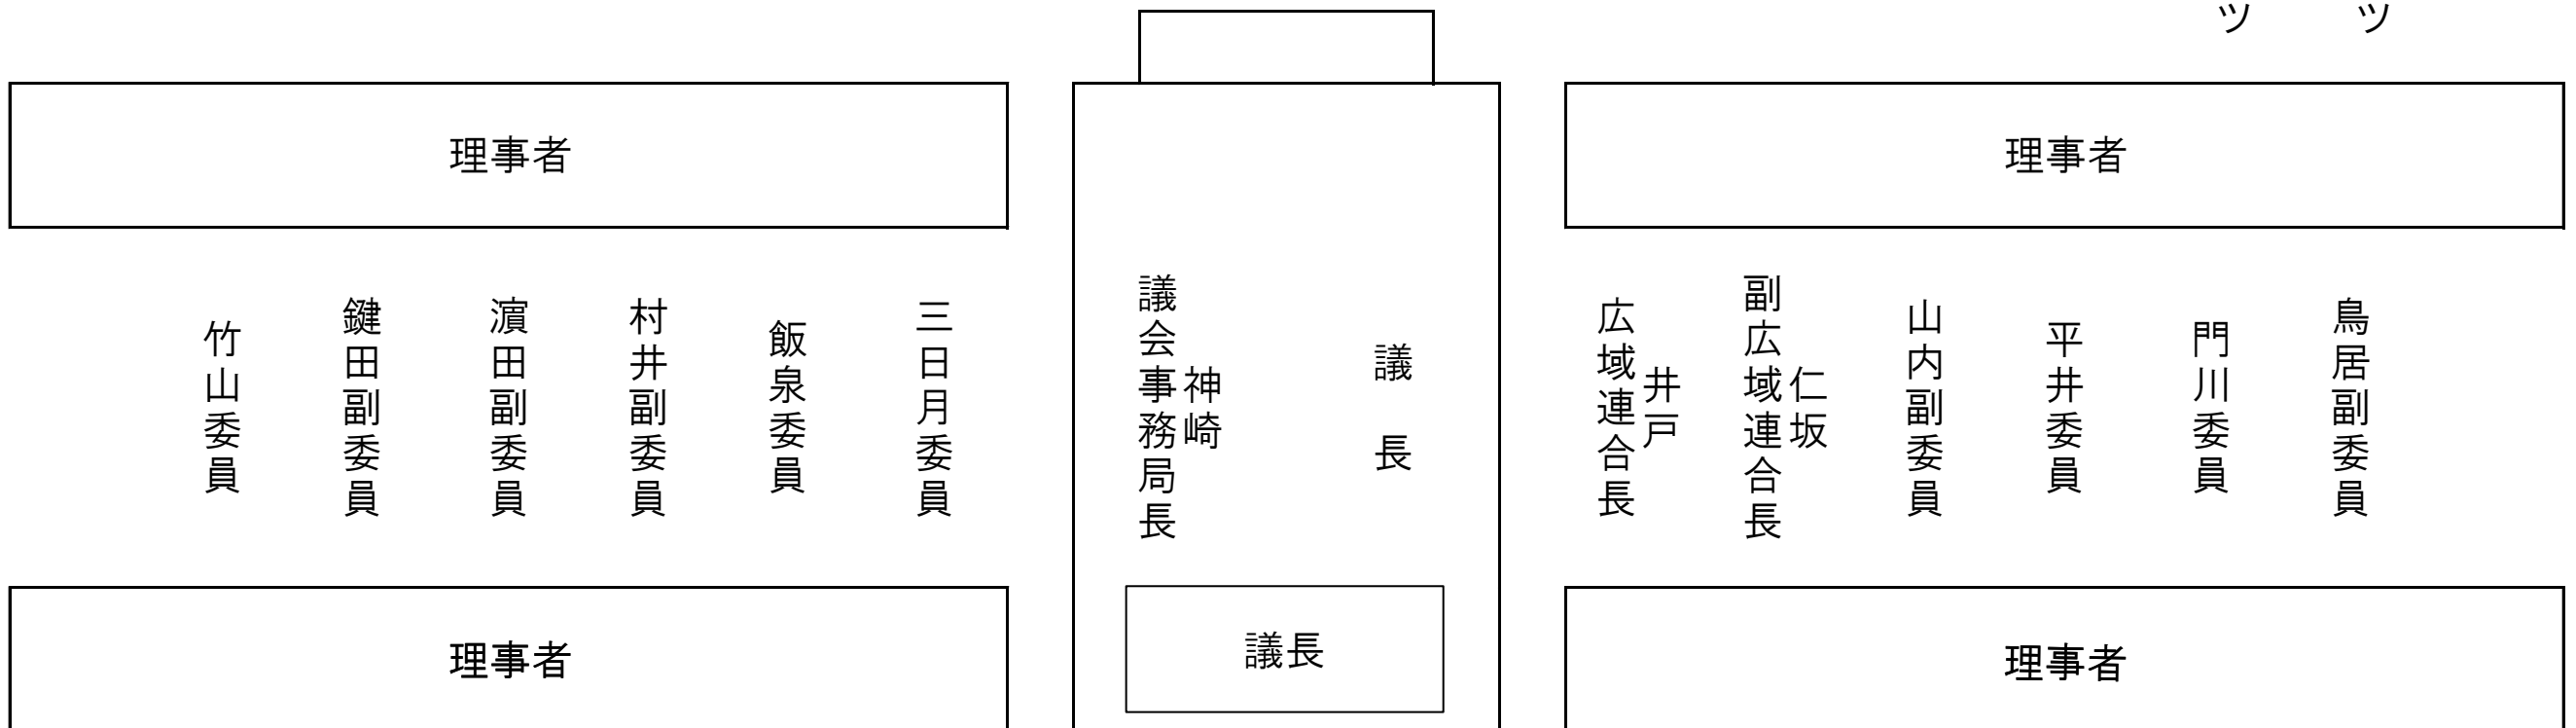 ツ
ツ
理事者
理事者
鳥居副委員
門川委員
平井委員
山内副委員
仁坂
副広域連合長
井戸
広域連合長
議長
神崎
議会事務局長
三日月委員
飯泉委員
村井副委員
濵田副委員
鍵田副委員
竹山委員
理事者
議長
理事者